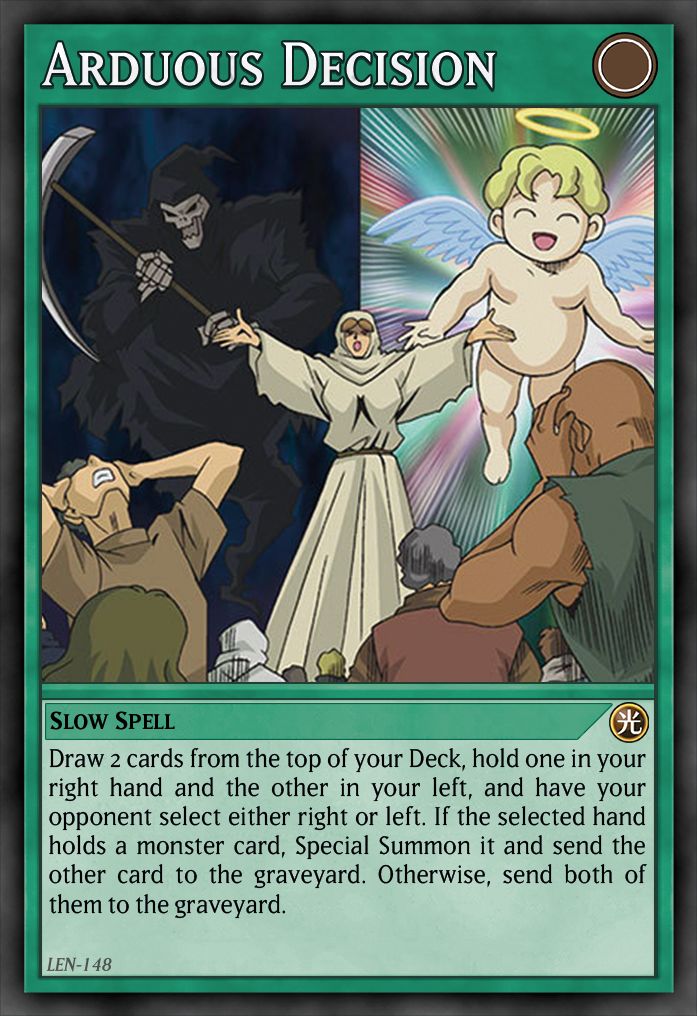 Arduous Decision
Slow Spell
光
Draw 2 cards from the top of your Deck, hold one in your
right hand and the other in your left, and have your
opponent select either right or left. If the selected hand
holds a monster card, Special Summon it and send the
other card to the graveyard. Otherwise, send both of
them to the graveyard.
LEN-148